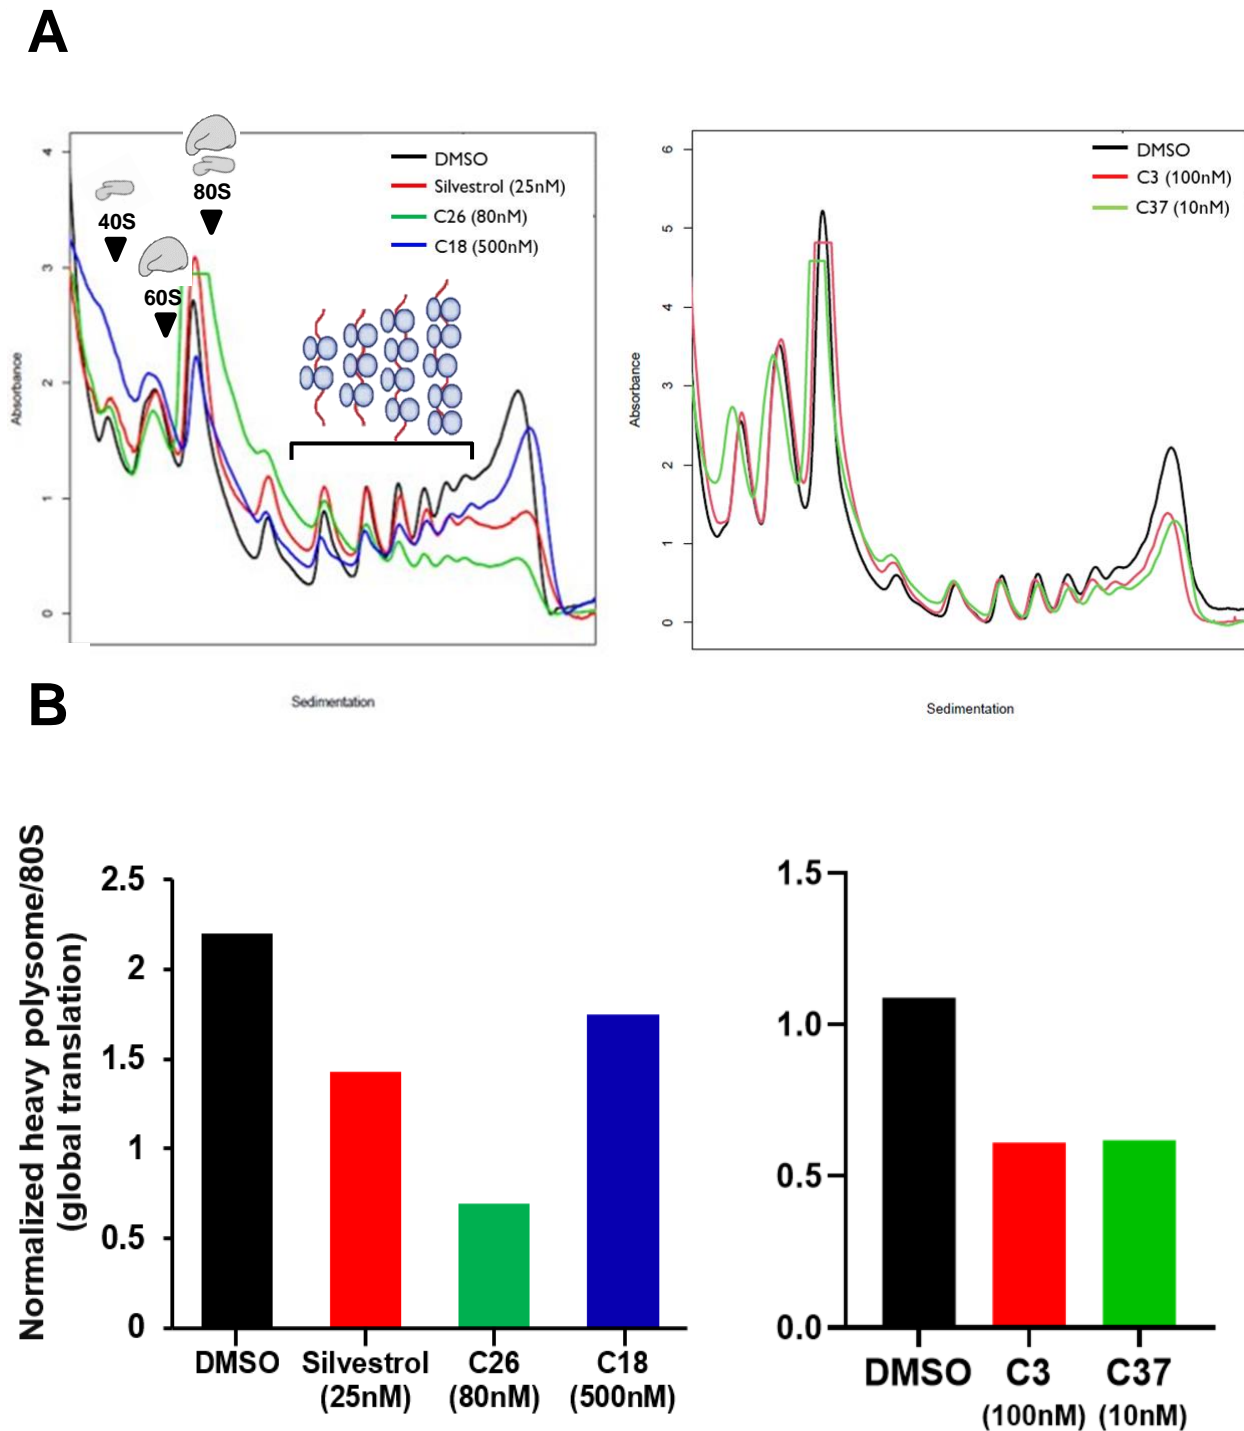 A
4
3
2
1
0
Absorbance
40S
60S
80S
DMSO
Silvestrol (25nM)
C26 (80nM)
C18 (500nM)
Sedimentation
6
5
4
3
2
1
0
Absorbance
DMSO
C3 (100nM)
C37 (10nM)
Sedimentation
B
Normalized heavy polysome/80S
(global translation)
2.5
2
1.5
1
0.5
0
DMSO
Silvestrol
(25nM)
C26
(80nM)
C18
(500nM)
1.5
1.0
0.5
0.0
DMSO
C3
(100nM)
C37
(10nM)